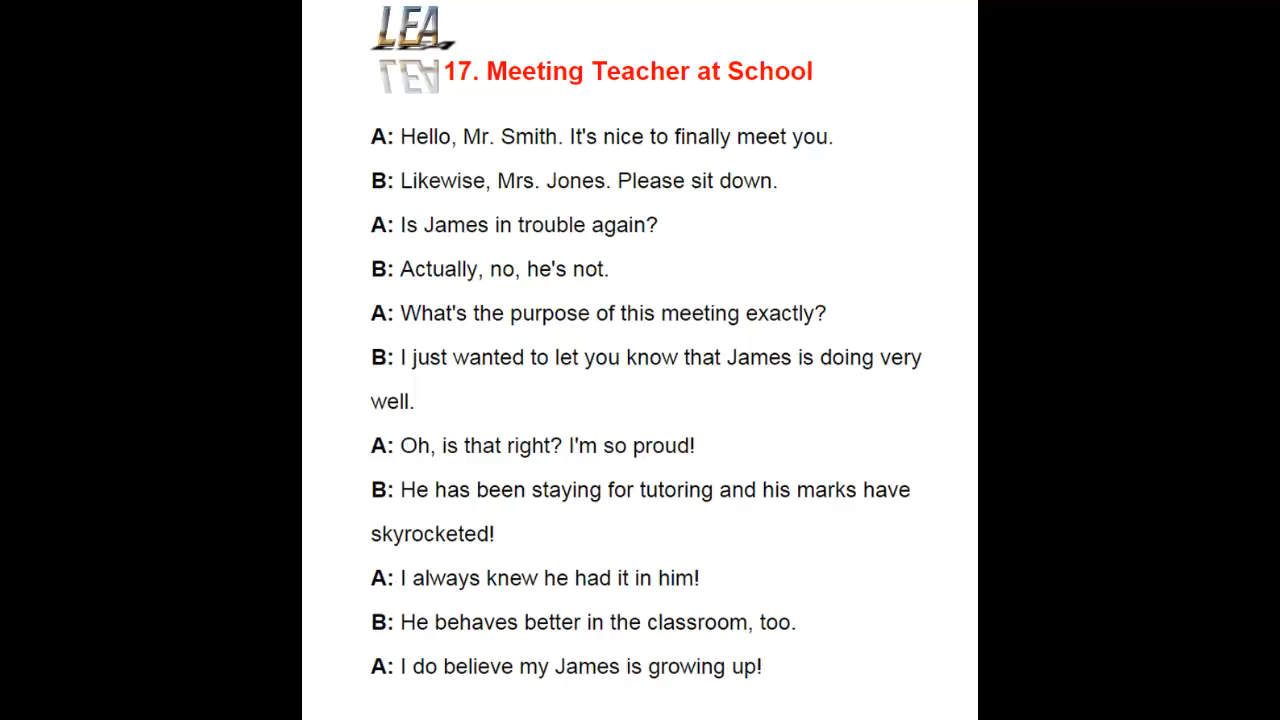 LEA
17. Meeting Teacher at School
A: Hello, Mr. Smith. It's nice to finally meet you.
B: Likewise, Mrs. Jones. Please sit down.
A: Is James in trouble again?
B: Actually, no, he's not.
A: What's the purpose of this meeting exactly?
B: I just wanted to let you know that James is doing very
well.
A: Oh, is that right? I'm so proud!
B: He has been staying for tutoring and his marks have
skyrocketed!
A: I always knew he had it in him!
B: He behaves better in the classroom, too.
A: I do believe my James is growing up!